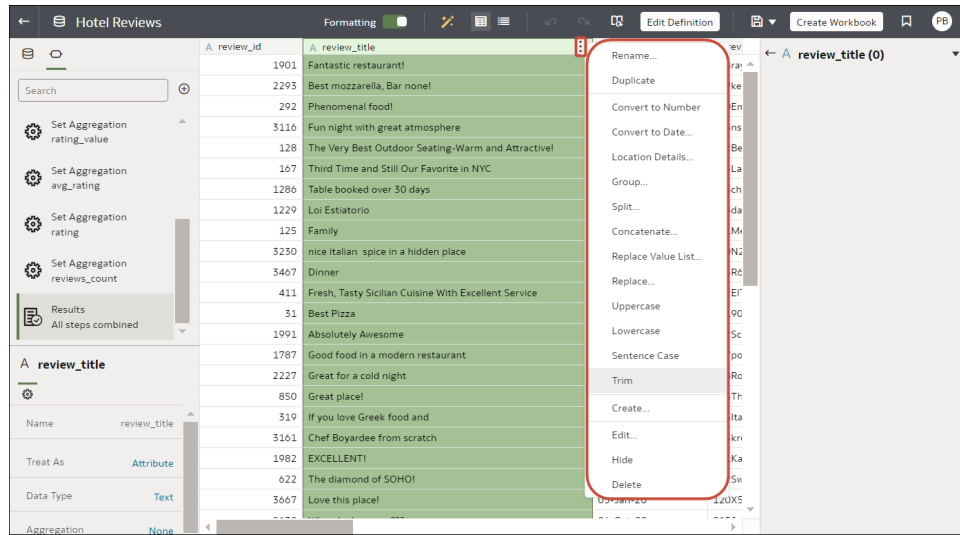 Hotel Reviews
Formatting
Edit Definition
Create Workbook
PB
Search
Set Aggregation
rating_value
Set Aggregation
avg_rating
Set Aggregation
rating
Set Aggregation
reviews_count
Results
All steps combined
A review_title
Name review_title
Treat As Attribute
Data Type Text
Aggregation None
A review_id A review_title
1901 Fantastic restaurant!
2293 Best mozzarella, Bar none!
292 Phenomenal food!
3116 Fun night with great atmosphere
128 The Very Best Outdoor Seating-Warm and Attractive!
167 Third Time and Still Our Favorite in NYC
1286 Table booked over 30 days
1229 Loi Estiatorio
125 Family
3230 nice italian spice in a hidden place
3467 Dinner
411 Fresh, Tasty Sicilian Cuisine With Excellent Service
31 Best Pizza
1991 Absolutely Awesome
1787 Good food in a modern restaurant
2227 Great for a cold night
850 Great place!
319 If you love Greek food and
3161 Chef Boyardee from scratch
1982 EXCELLENT!
622 The diamond of SOHO!
3667 Love this place!
Rename...
Duplicate
Convert to Number
Convert to Date...
Location Details...
Group...
Split...
Concatenate...
Replace Value List...
Replace...
Uppercase
Lowercase
Sentence Case
Trim
Create...
Edit...
Hide
Delete
A review_title (0)